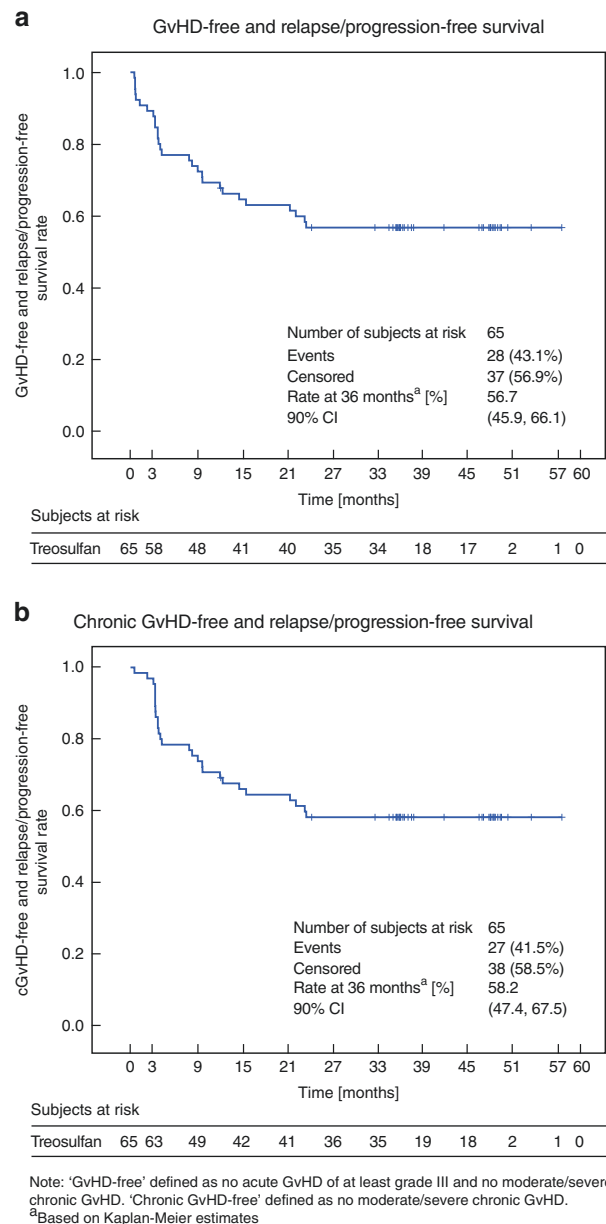 a
GvHD-free and relapse/progression-free survival
GvHD-free and relapse/progression-free
survival rate
1.0
0.8
0.6
0.4
0.2
0.0
Number of subjects at risk 65
Events 28 (43.1%)
Censored 37 (56.9%)
Rate at 36 monthsa [%] 56.7
90% CI (45.9, 66.1)
0 3 9 15 21 27 33 39 45 51 57 60
Time [months]
Subjects at risk
Treosulfan 65 58 48 41 40 35 34 18 17 2 1 0
b
Chronic GvHD-free and relapse/progression-free survival
cGvHD-free and relapse/progression-free
survival rate
1.0
0.8
0.6
0.4
0.2
0.0
Number of subjects at risk 65
Events 27 (41.5%)
Censored 38 (58.5%)
Rate at 36 monthsa [%] 58.2
90% CI (47.4, 67.5)
0 3 9 15 21 27 33 39 45 51 57 60
Time [months]
Subjects at risk
Treosulfan 65 63 49 42 41 36 35 19 18 2 1 0
Note: ‘GvHD-free’ defined as no acute GvHD of at least grade III and no moderate/severe
chronic GvHD. ‘Chronic GvHD-free’ defined as no moderate/severe chronic GvHD.
aBased on Kaplan-Meier estimates